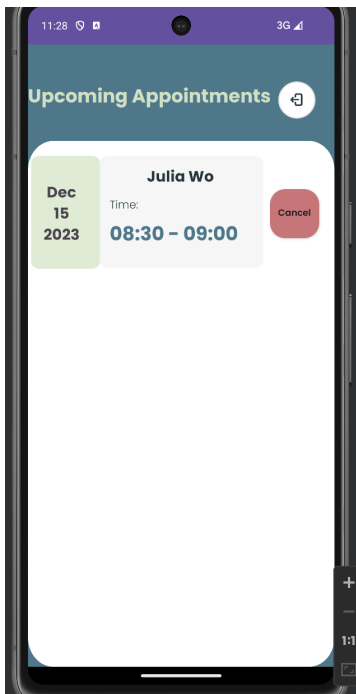 11:28
3G
Upcoming Appointments
Dec
15
2023
Julia Wo
Time:
08:30 - 09:00
Cancel
1:1